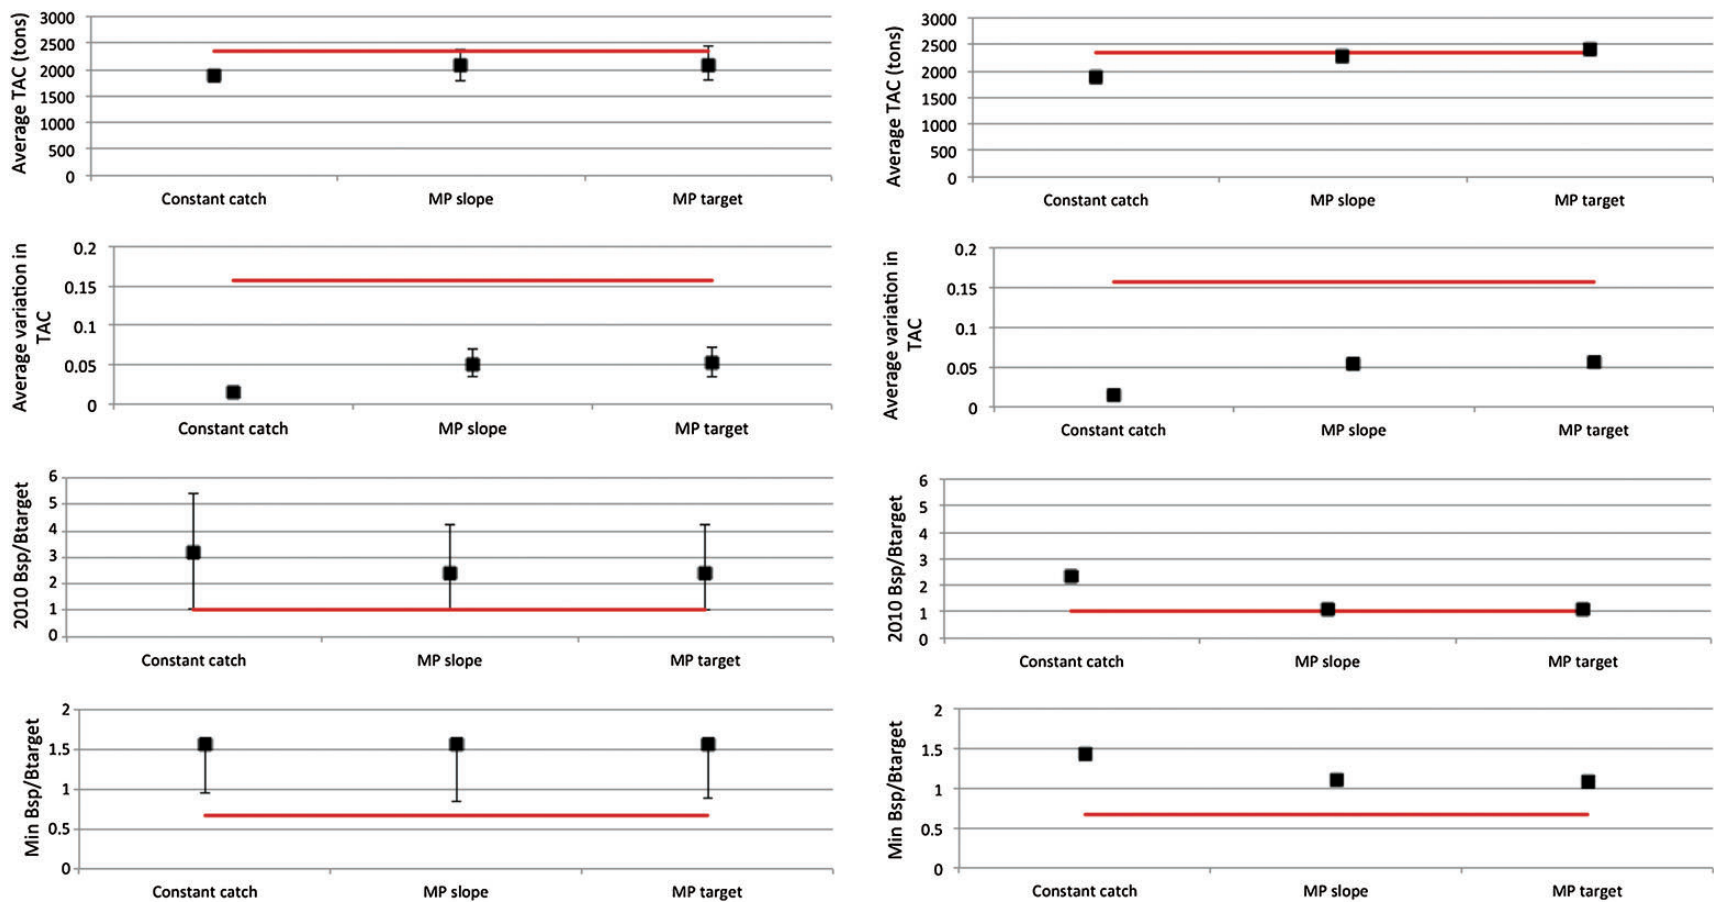 Average TAC (tons)
3000
2500
2000
1500
1000
500
0
Constant catch MP slope MP target
Average TAC (tons)
3000
2500
2000
1500
1000
500
0
Constant catch MP slope MP target
Average variation in
TAC
0.2
0.15
0.1
0.05
0
Constant catch MP slope MP target
Average variation in
TAC
0.2
0.15
0.1
0.05
0
Constant catch MP slope MP target
2010 Bsp/Btarget
6
5
4
3
2
1
0
Constant catch MP slope MP target
2010 Bsp/Btarget
6
5
4
3
2
1
0
Constant catch MP slope MP target
Min Bsp/Btarget
2
1.5
1
0.5
0
Constant catch MP slope MP target
Min Bsp/Btarget
2
1.5
1
0.5
0
Constant catch MP slope MP target